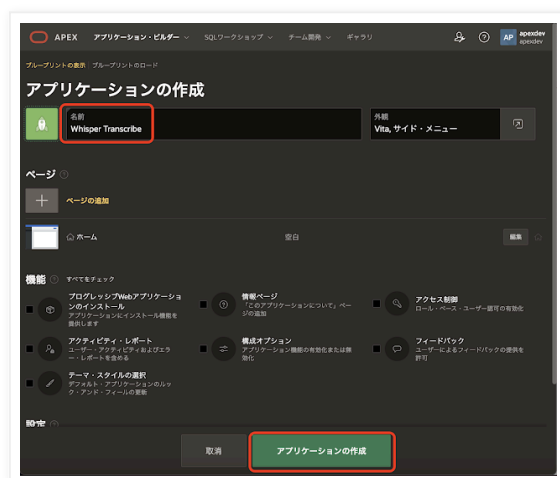 APEX アプリケーション・ビルダー SQLワークショップ チーム開発 ギャラリ AP apexdev
apexdev
ブループリントの表示 ブループリントのロード
アプリケーションの作成
名前
Whisper Transcribe
外観
Vita, サイド・メニュー
ページ
ページの追加
ホーム 空白 編集
機能 すべてをチェック
プログレッシブWebアプリケーショ
ンのインストール
アプリケーションにインストール機能を
提供します
情報ページ
「このアプリケーションについて」ペー
ジの追加
アクセス制御
ロール・ベース・ユーザー認可の有効化
アクティビティ・レポート
ユーザー・アクティビティおよびエラ
ー・レポートを含める
構成オプション
アプリケーション機能の有効化または無
効化
フィードバック
ユーザーによるフィードバックの提供を
許可
テーマ・スタイルの選択
デフォルト・アプリケーションのルッ
ク・アンド・フィールの更新
設定
取消 アプリケーションの作成